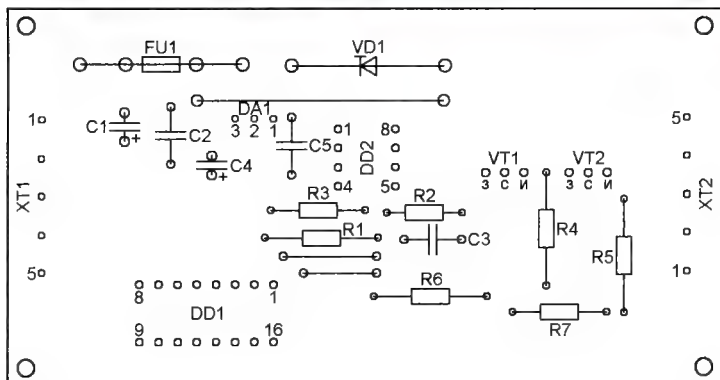 FU1
VD1
DA1
3 2 1
1
C1
+
C2
C4
+
C5
1
8
DD2
4
5
5
VT1
З С И
VT2
З С И
XT1
XT2
R3
R2
R1
C3
R4
R5
5
1
R6
R7
8
1
DD1
9
16